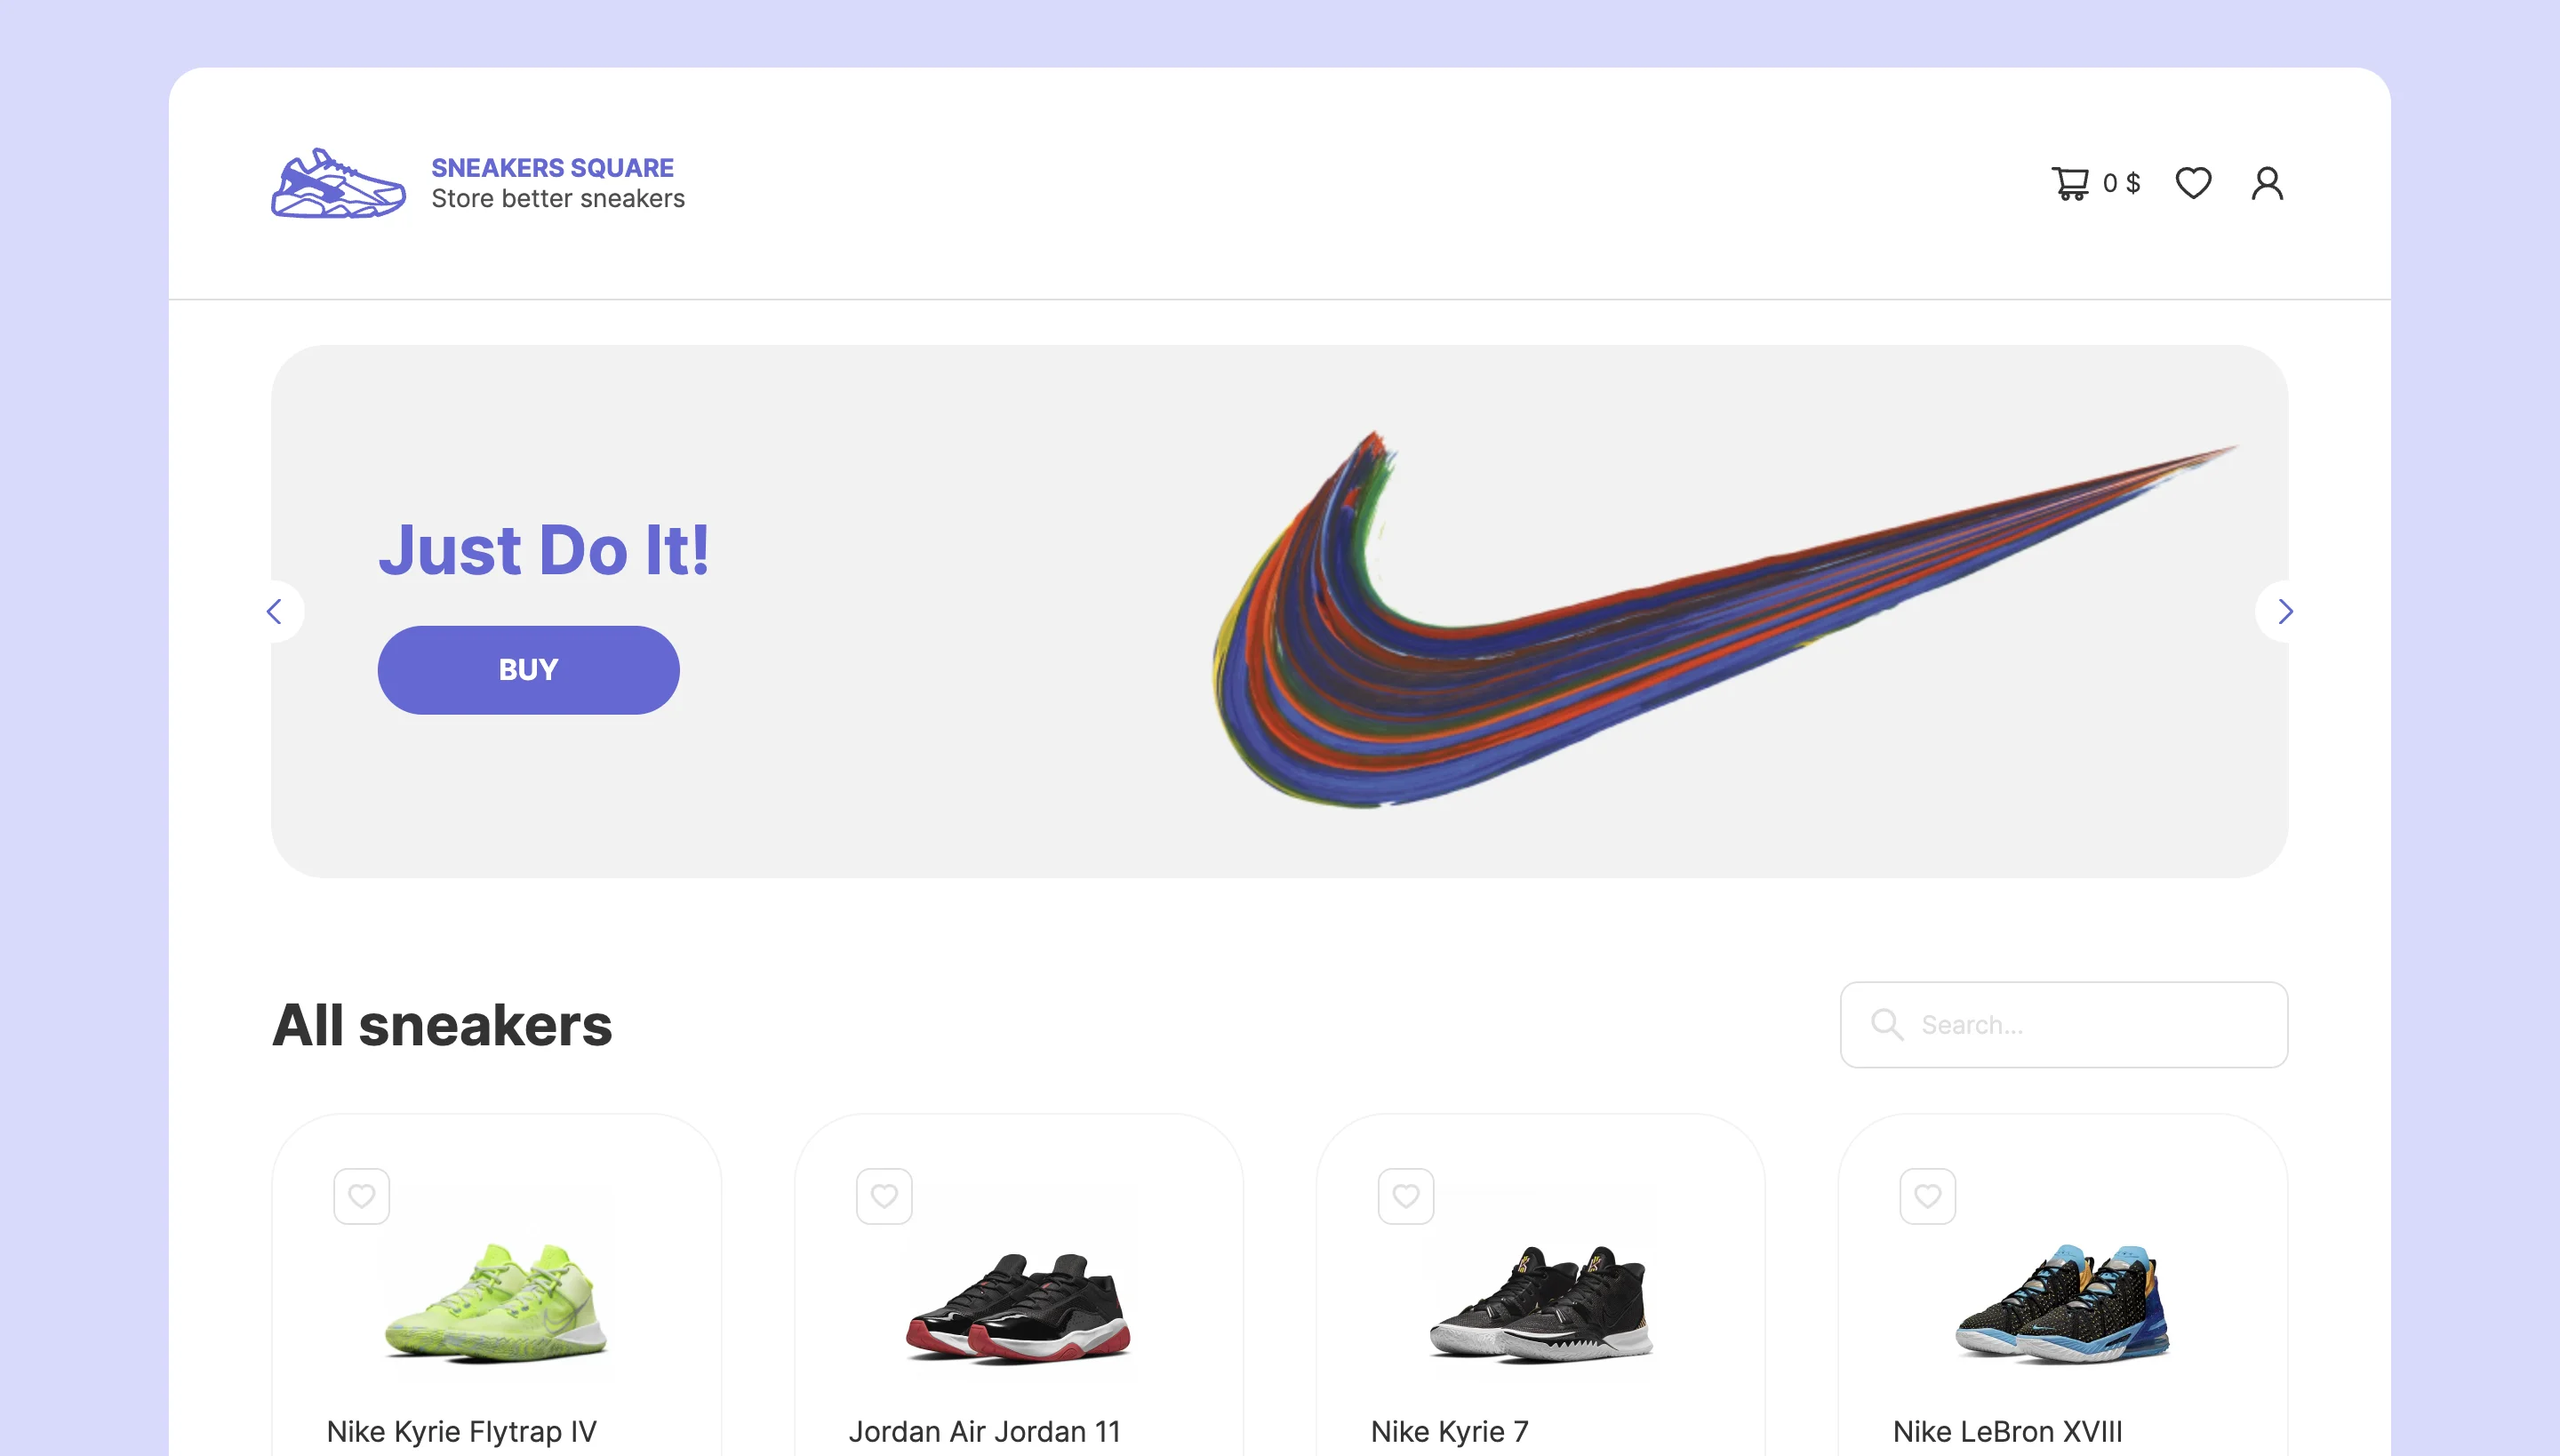 SNEAKERS SQUARE
Store better sneakers
0 $
Just Do It!
BUY
All sneakers
Search...
Nike Kyrie Flytrap IV
Jordan Air Jordan 11
Nike Kyrie 7
Nike LeBron XVIII